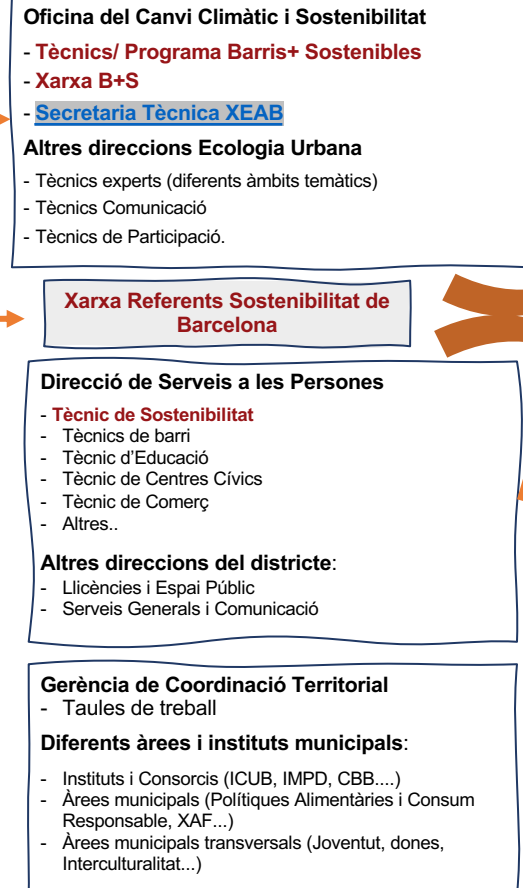 Oficina del Canvi Climàtic i Sostenibilitat
- Tècnics/ Programa Barris+ Sostenibles
- Xarxa B+S
- Secretaria Tècnica XEAB
Altres direccions Ecologia Urbana
- Tècnics experts (diferents àmbits temàtics)
- Tècnics Comunicació
- Tècnics de Participació.
Xarxa Referents Sostenibilitat de
Barcelona
Direcció de Serveis a les Persones
- Tècnic de Sostenibilitat
- Tècnics de barri
- Tècnic d’Educació
- Tècnic de Centres Cívics
- Tècnic de Comerç
- Altres..
Altres direccions del districte:
- Llicències i Espai Públic
- Serveis Generals i Comunicació
Gerència de Coordinació Territorial
- Taules de treball
Diferents àrees i instituts municipals:
- Instituts i Consorcis (ICUB, IMPD, CBB....)
- Àrees municipals (Polítiques Alimentàries i Consum
Responsable, XAF...)
- Àrees municipals transversals (Joventut, dones,
Interculturalitat...)